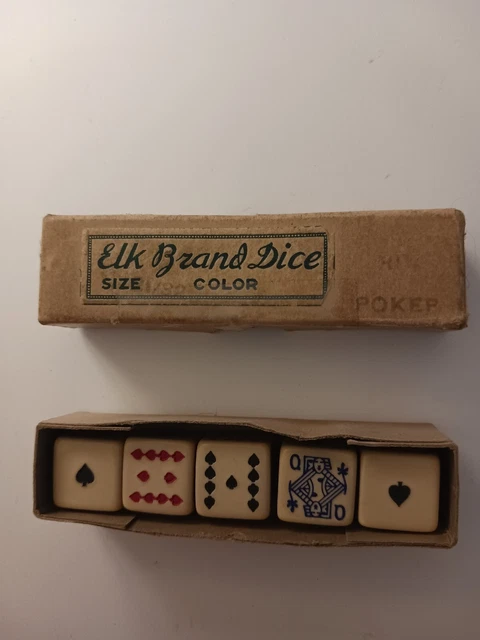 Elk Brand Dice
SIZE COLOR
POKER
Q
Q